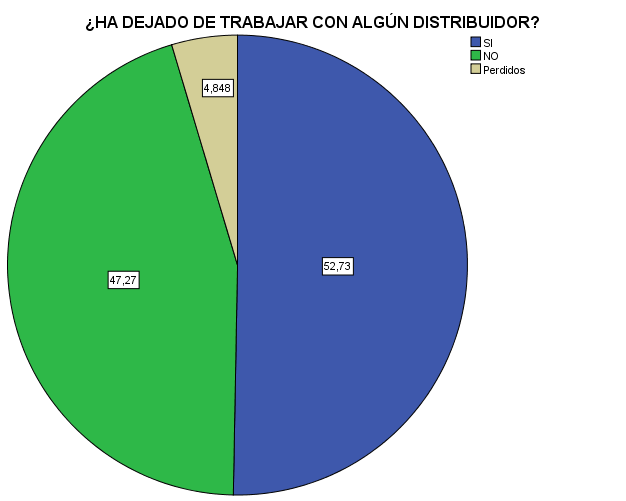 ¿HA DEJADO DE TRABAJAR CON ALGÚN DISTRIBUIDOR?
SI
NO
Perdidos
4,848
52,73
47,27